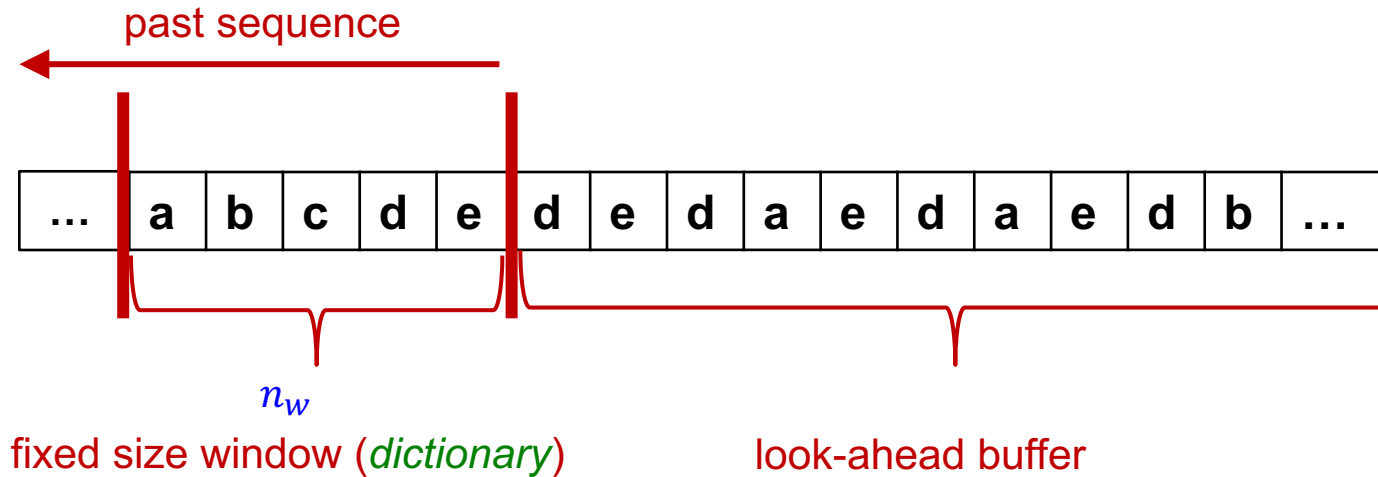 past sequence
... a b c d e d e d a e d a e d b ...
n_w
fixed size window (dictionary) look-ahead buffer